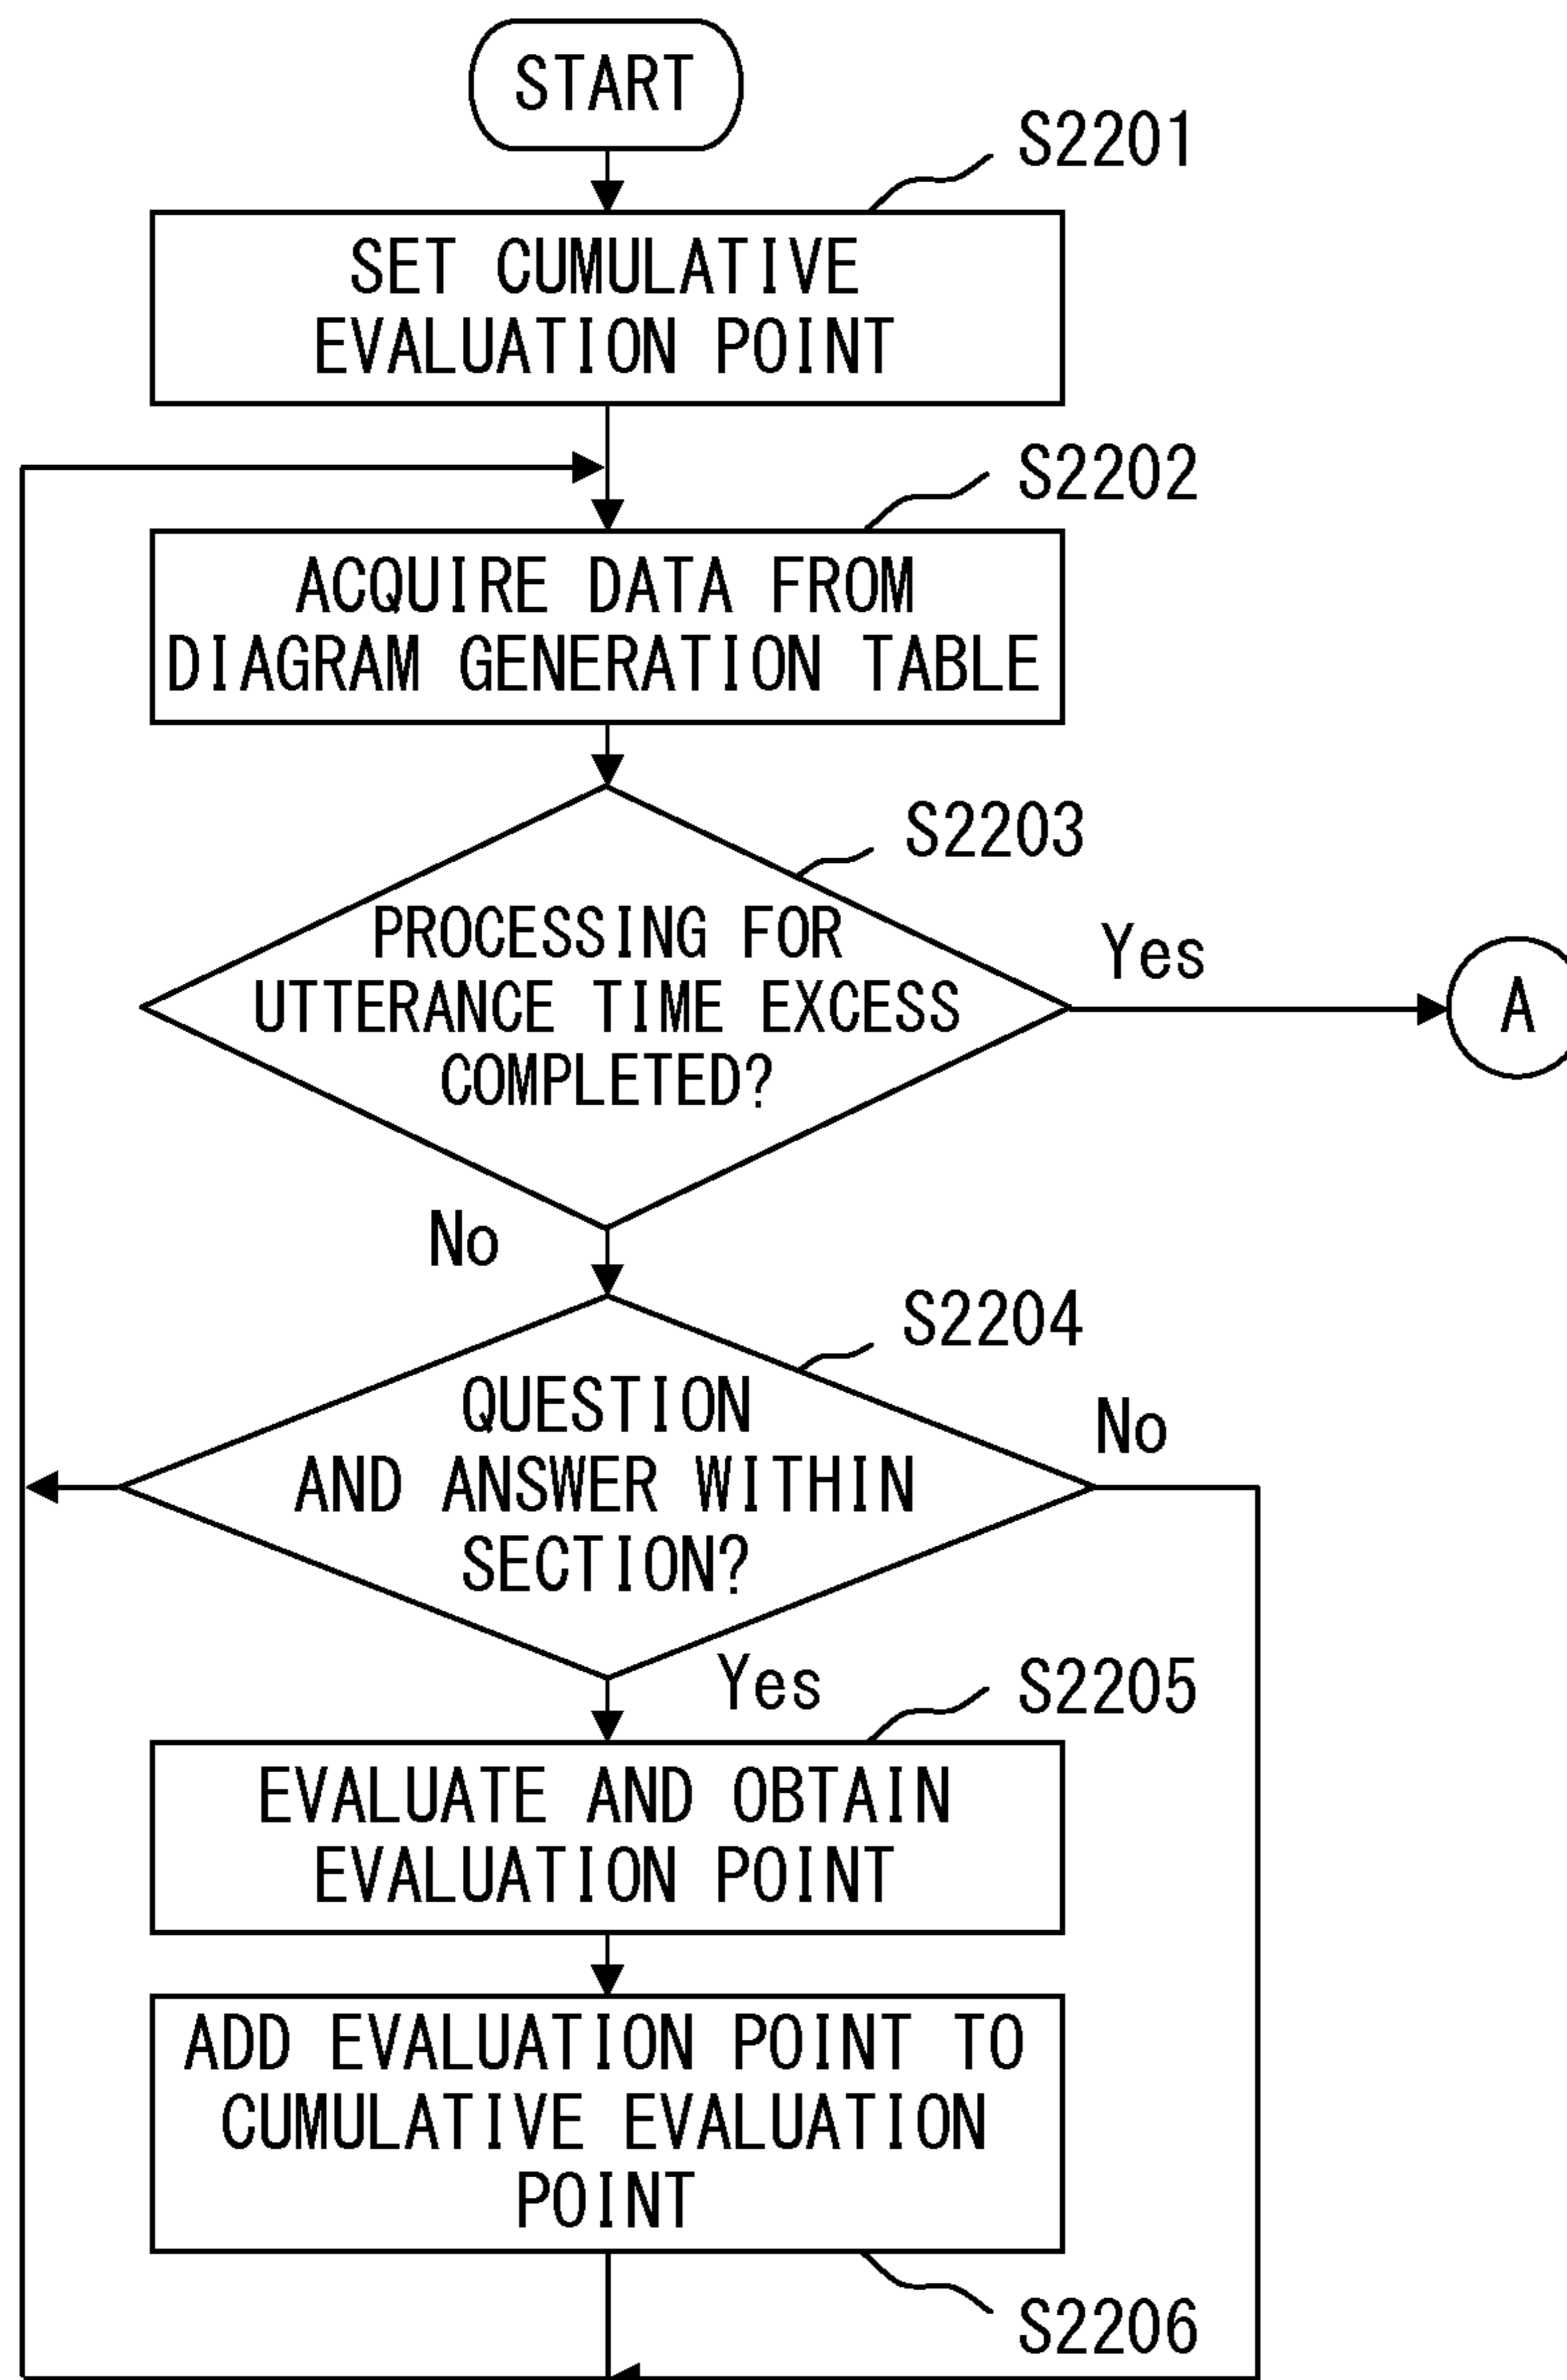 START
S2201
SET CUMULATIVE
EVALUATION POINT
S2202
ACQUIRE DATA FROM
DIAGRAM GENERATION TABLE
S2203
PROCESSING FOR
UTTERANCE TIME EXCESS
COMPLETED?
Yes
A
No
S2204
QUESTION
AND ANSWER WITHIN
SECTION?
No
Yes
S2205
EVALUATE AND OBTAIN
EVALUATION POINT
ADD EVALUATION POINT TO
CUMULATIVE EVALUATION
POINT
S2206